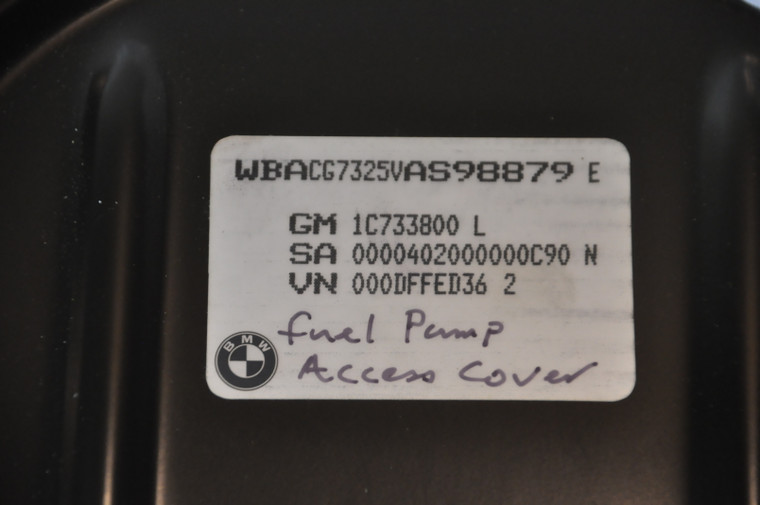 WBACG7325VAS98879 E
GM 1C733800 L
SA 0000402000000C90 N
VN 000DFFED36 2
BMW
fuel Pump
Access Cover